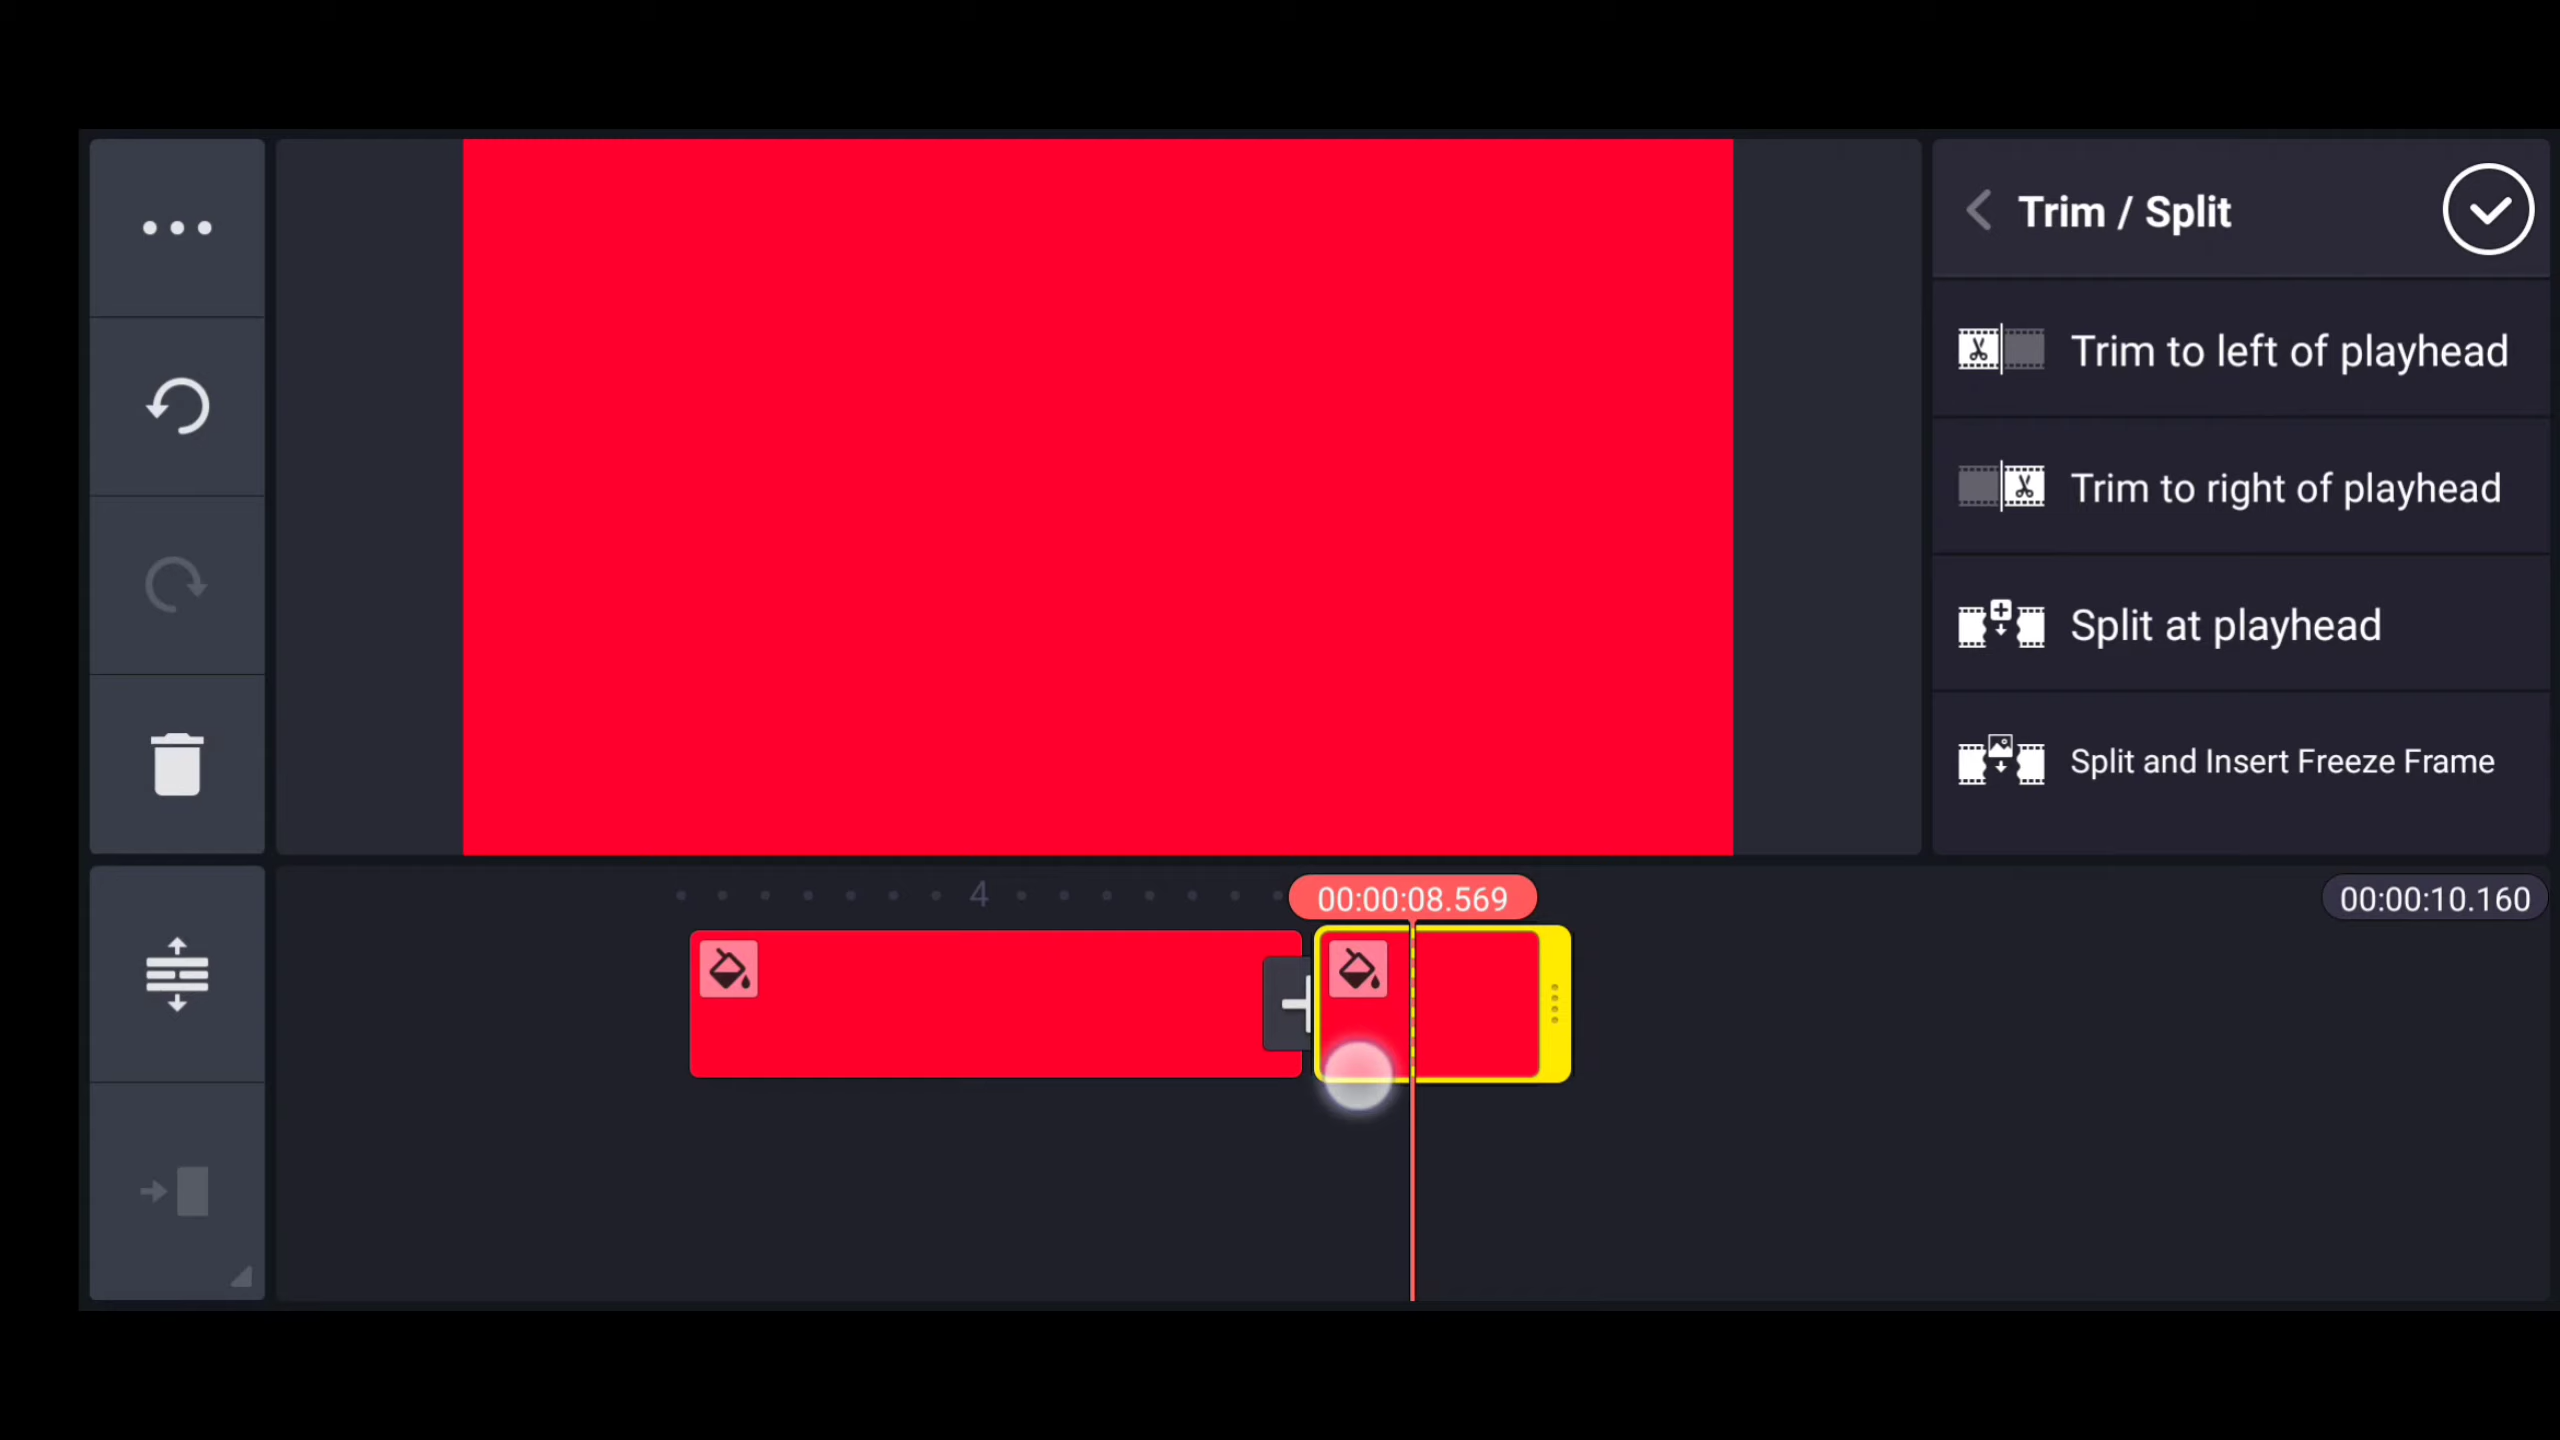 Trim / Split
Trim to left of playhead
Trim to right of playhead
Split at playhead
Split and Insert Freeze Frame
4
00:00:08.569
00:00:10.160